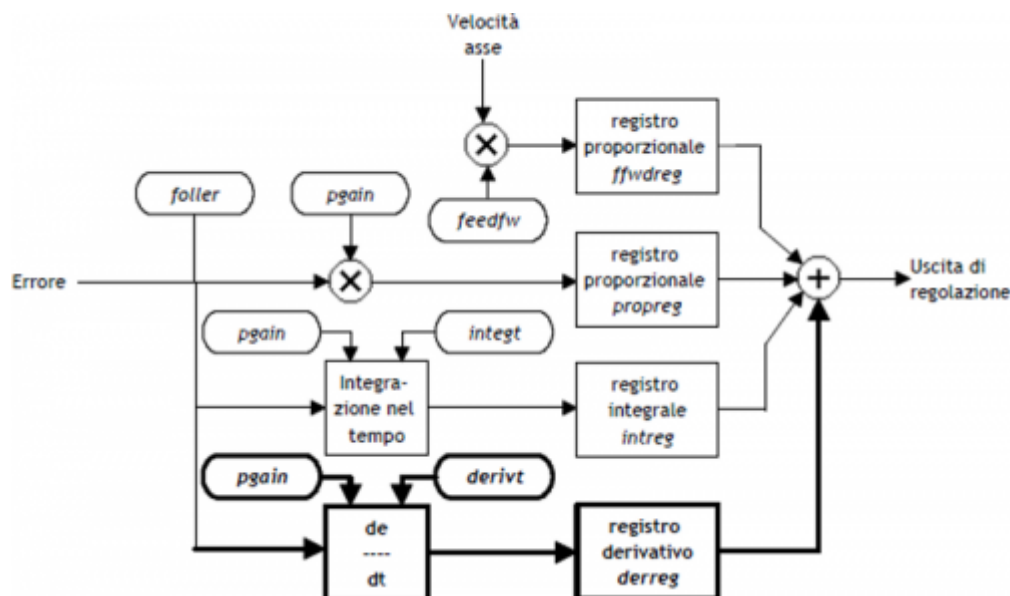 Velocità
asse
registro
proporzionale
ffwdreg
foller
pgain
feedfw
Errore
registro
proporzionale
propreg
Uscita di
regolazione
pgain
integt
Integra-
zione nel
tempo
registro
integrale
intreg
pgain
derivt
de
----
dt
registro
derivativo
derreg